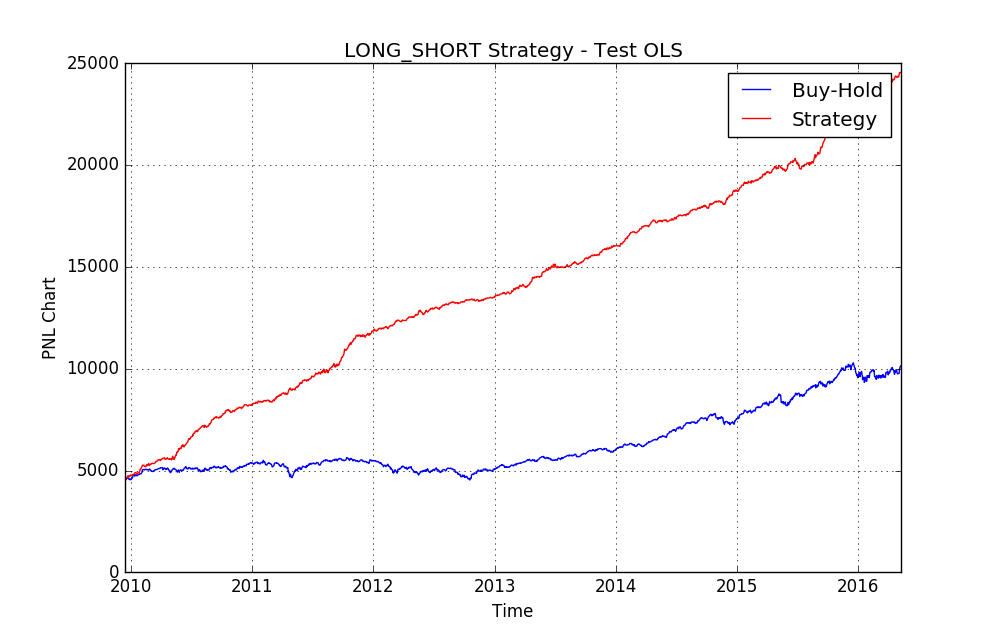 LONG_SHORT Strategy - Test OLS
25000
20000
15000
10000
5000
0
PNL Chart
Buy-Hold
Strategy
2010 2011 2012 2013 2014 2015 2016
Time